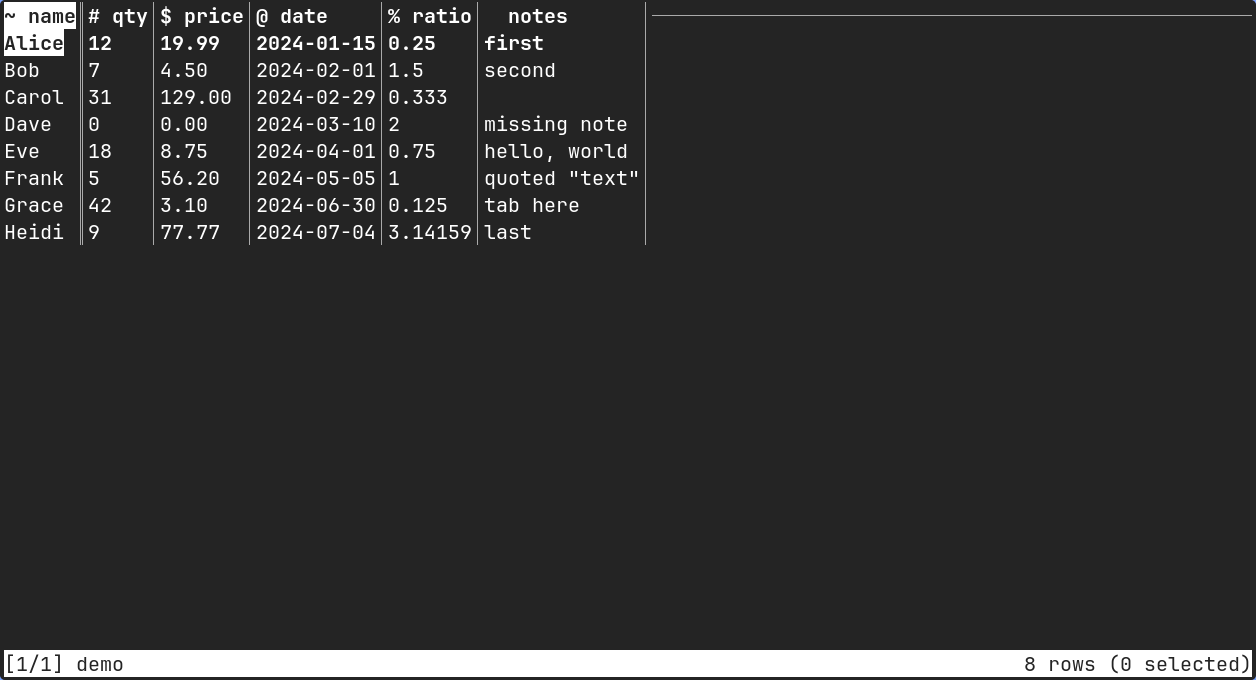 ~ name # qty $ price @ date % ratio notes
Alice 12 19.99 2024-01-15 0.25 first
Bob 7 4.50 2024-02-01 1.5 second
Carol 31 129.00 2024-02-29 0.333
Dave 0 0.00 2024-03-10 2 missing note
Eve 18 8.75 2024-04-01 0.75 hello, world
Frank 5 56.20 2024-05-05 1 quoted "text"
Grace 42 3.10 2024-06-30 0.125 tab here
Heidi 9 77.77 2024-07-04 3.14159 last
[1/1] demo 8 rows (0 selected)